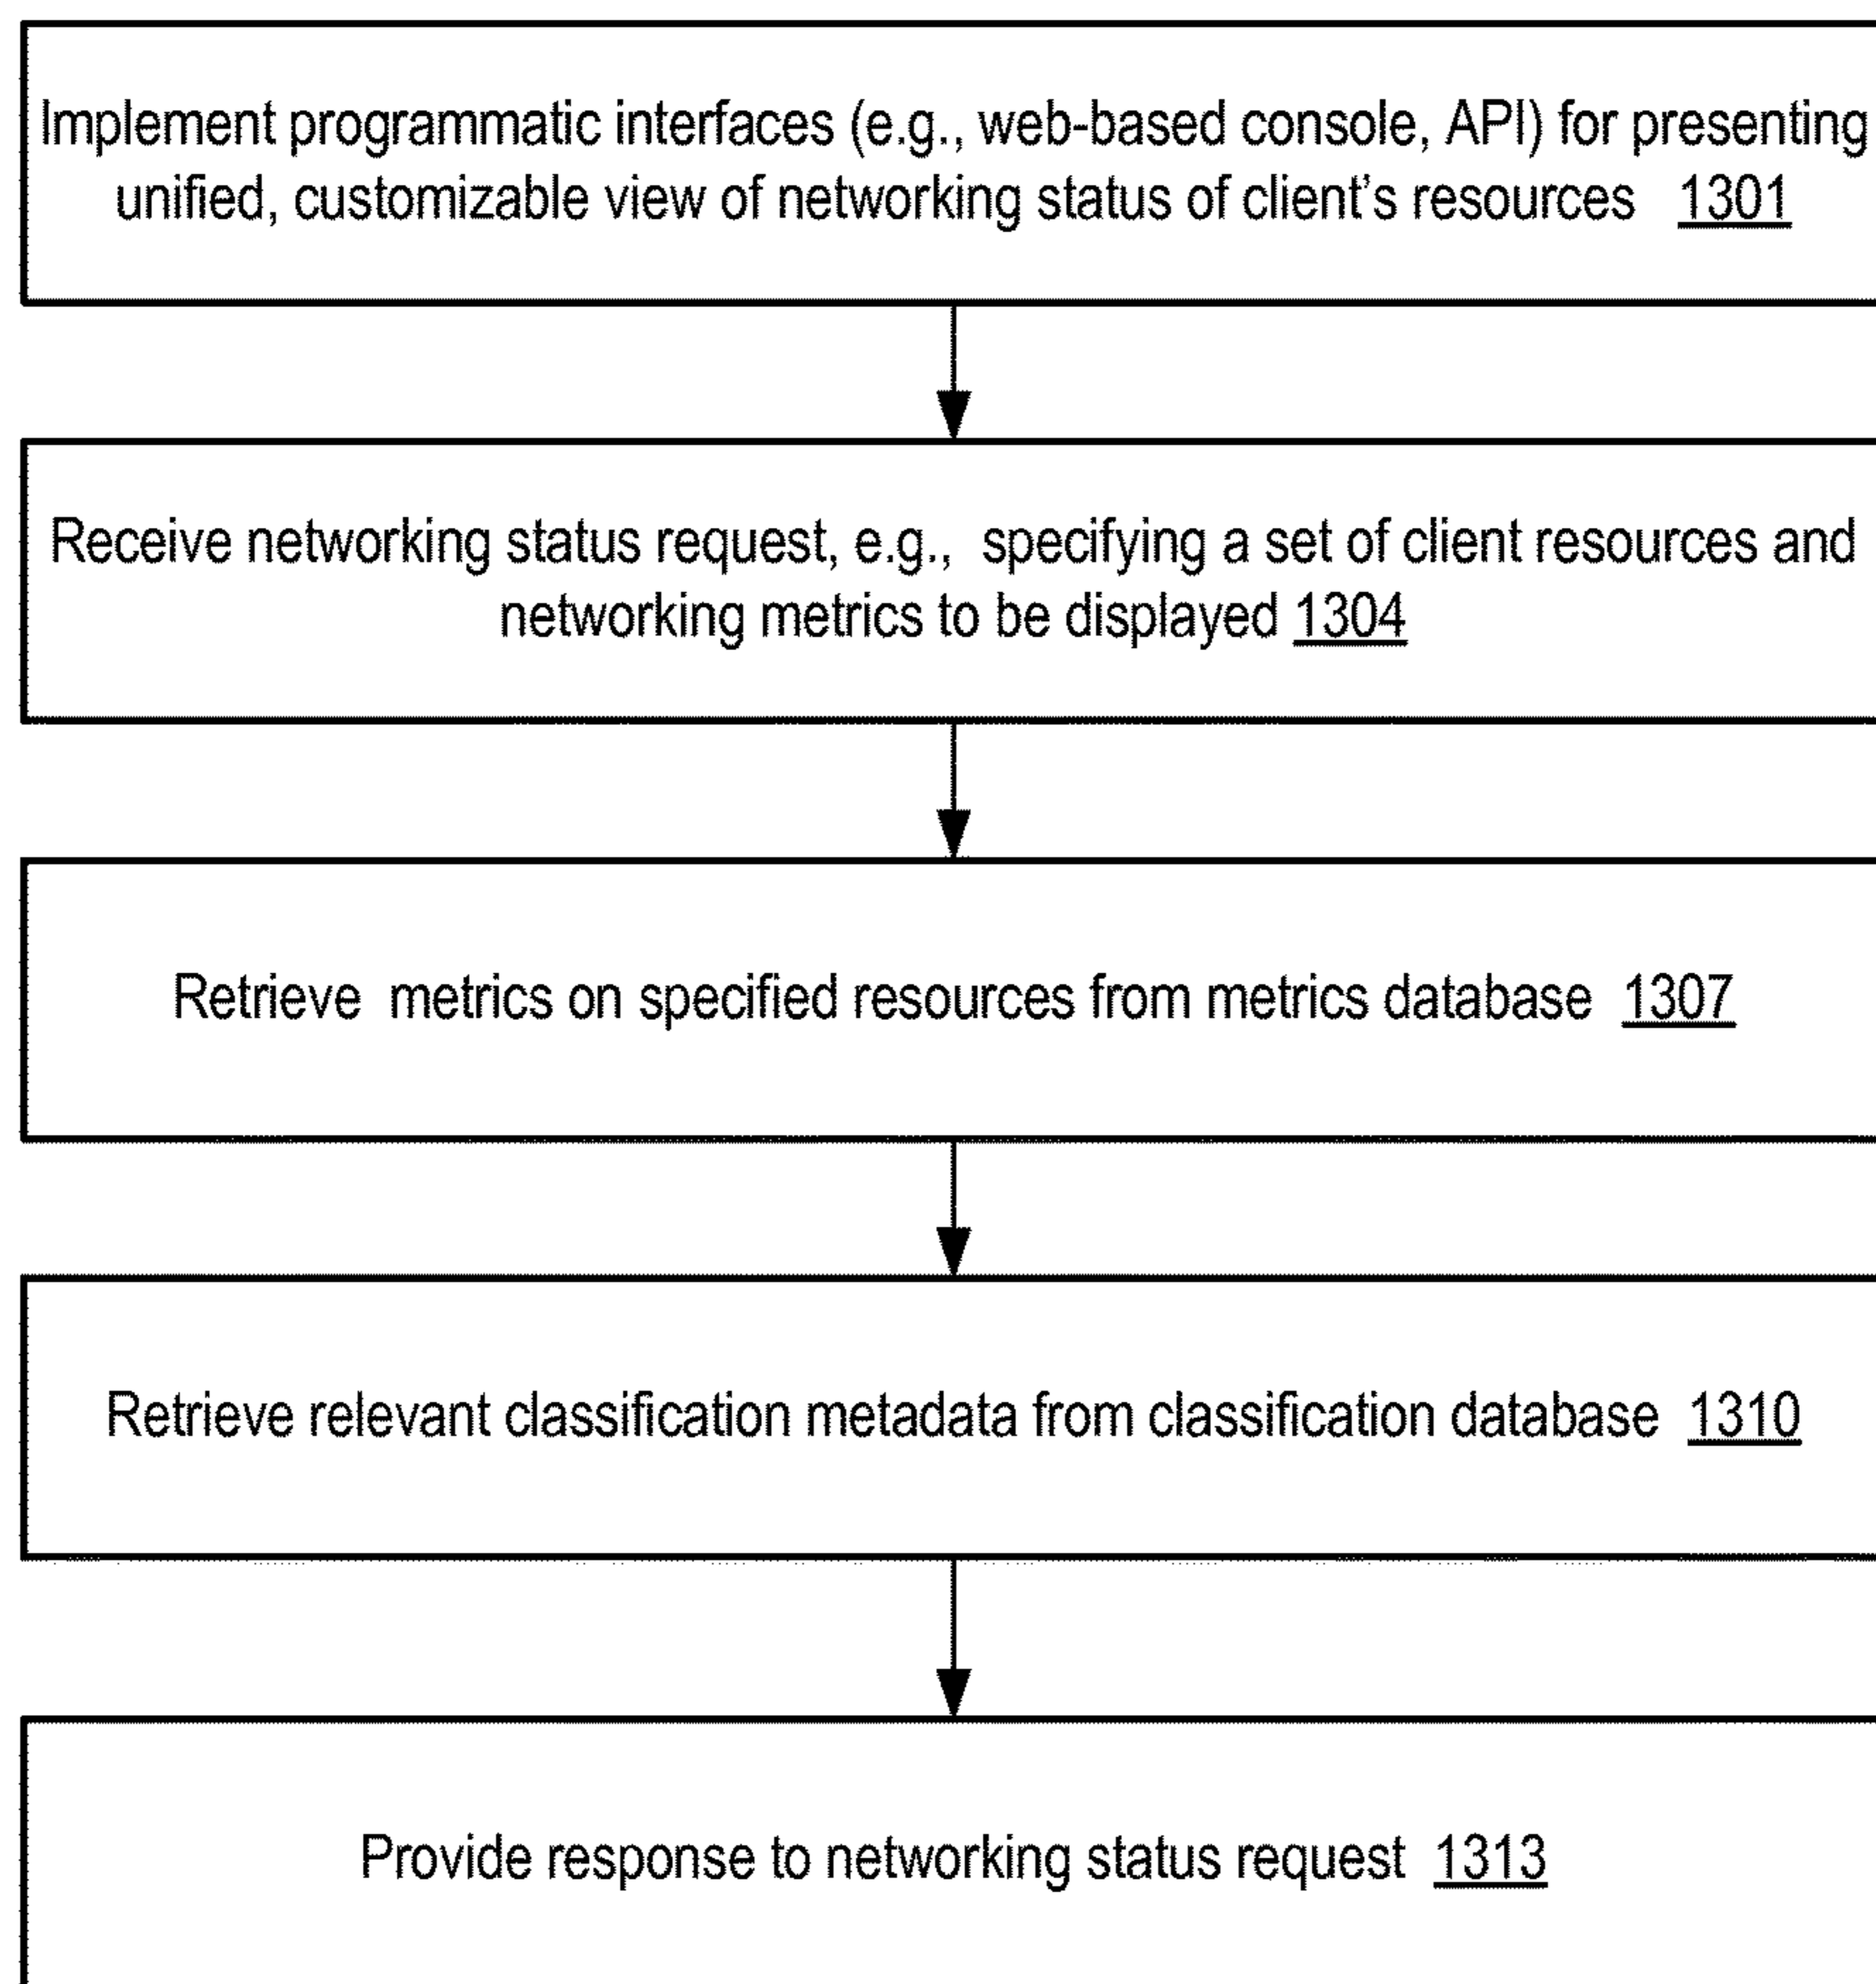 Implement programmatic interfaces (e.g., web-based console, API) for presenting
unified, customizable view of networking status of client’s resources 1301
Receive networking status request, e.g., specifying a set of client resources and
networking metrics to be displayed 1304
Retrieve metrics on specified resources from metrics database 1307
Retrieve relevant classification metadata from classification database 1310
Provide response to networking status request 1313